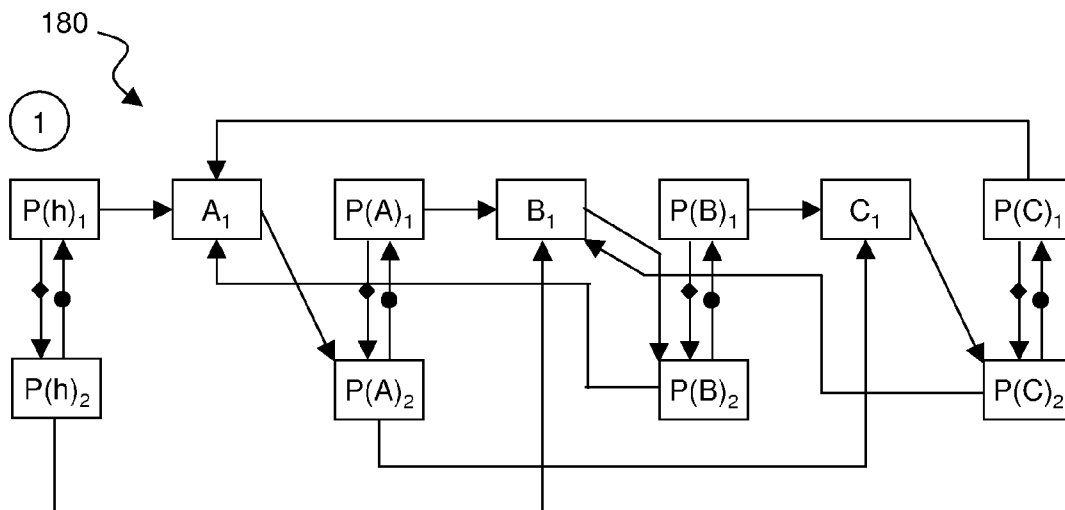 180
1
P(h)₁ A₁ P(A)₁ B₁ P(B)₁ C₁ P(C)₁
P(h)₂ P(A)₂ P(B)₂ P(C)₂